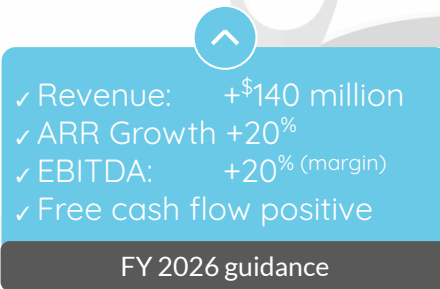 ✓ Revenue: +$140 million
✓ ARR Growth +20%
✓ EBITDA: +20% (margin)
✓ Free cash flow positive
FY 2026 guidance